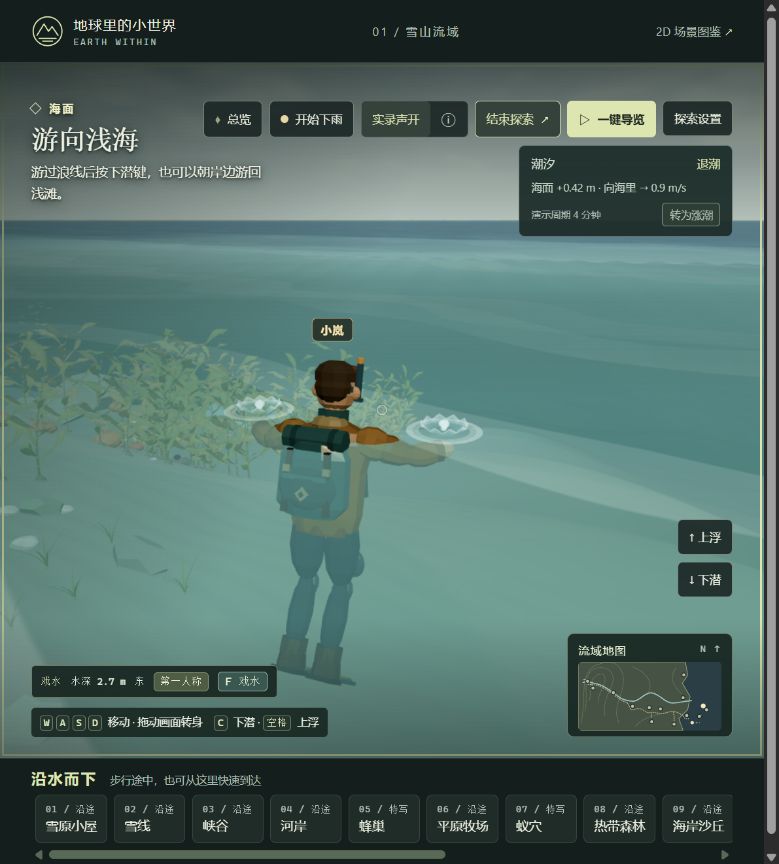 地球里的小世界
EARTH WITHIN
01 / 雪山流域
2D 场景图鉴 ↗
◇ 海面
游向浅海
游过浪线后按下潜键，也可以朝岸边游回
浅滩。
总览
开始下雨
实录声开
结束探索 ↗
一键导览
探索设置
潮汐 退潮
海面 +0.42 m · 向海里 → 0.9 m/s
演示周期 4 分钟 转为涨潮
小岚
↑ 上浮
↓ 下潜
流域地图 N ↑
戏水 水深 2.7 m 东 第一人称 F 戏水
W A S D 移动 · 拖动画面转身 C 下潜 · 空格 上浮
沿水而下 步行途中，也可从这里快速到达
01 / 沿途
雪原小屋
02 / 沿途
雪线
03 / 沿途
峡谷
04 / 沿途
河岸
05 / 特写
蜂巢
06 / 沿途
平原牧场
07 / 特写
蚁穴
08 / 沿途
热带森林
09 / 沿途
海岸沙丘